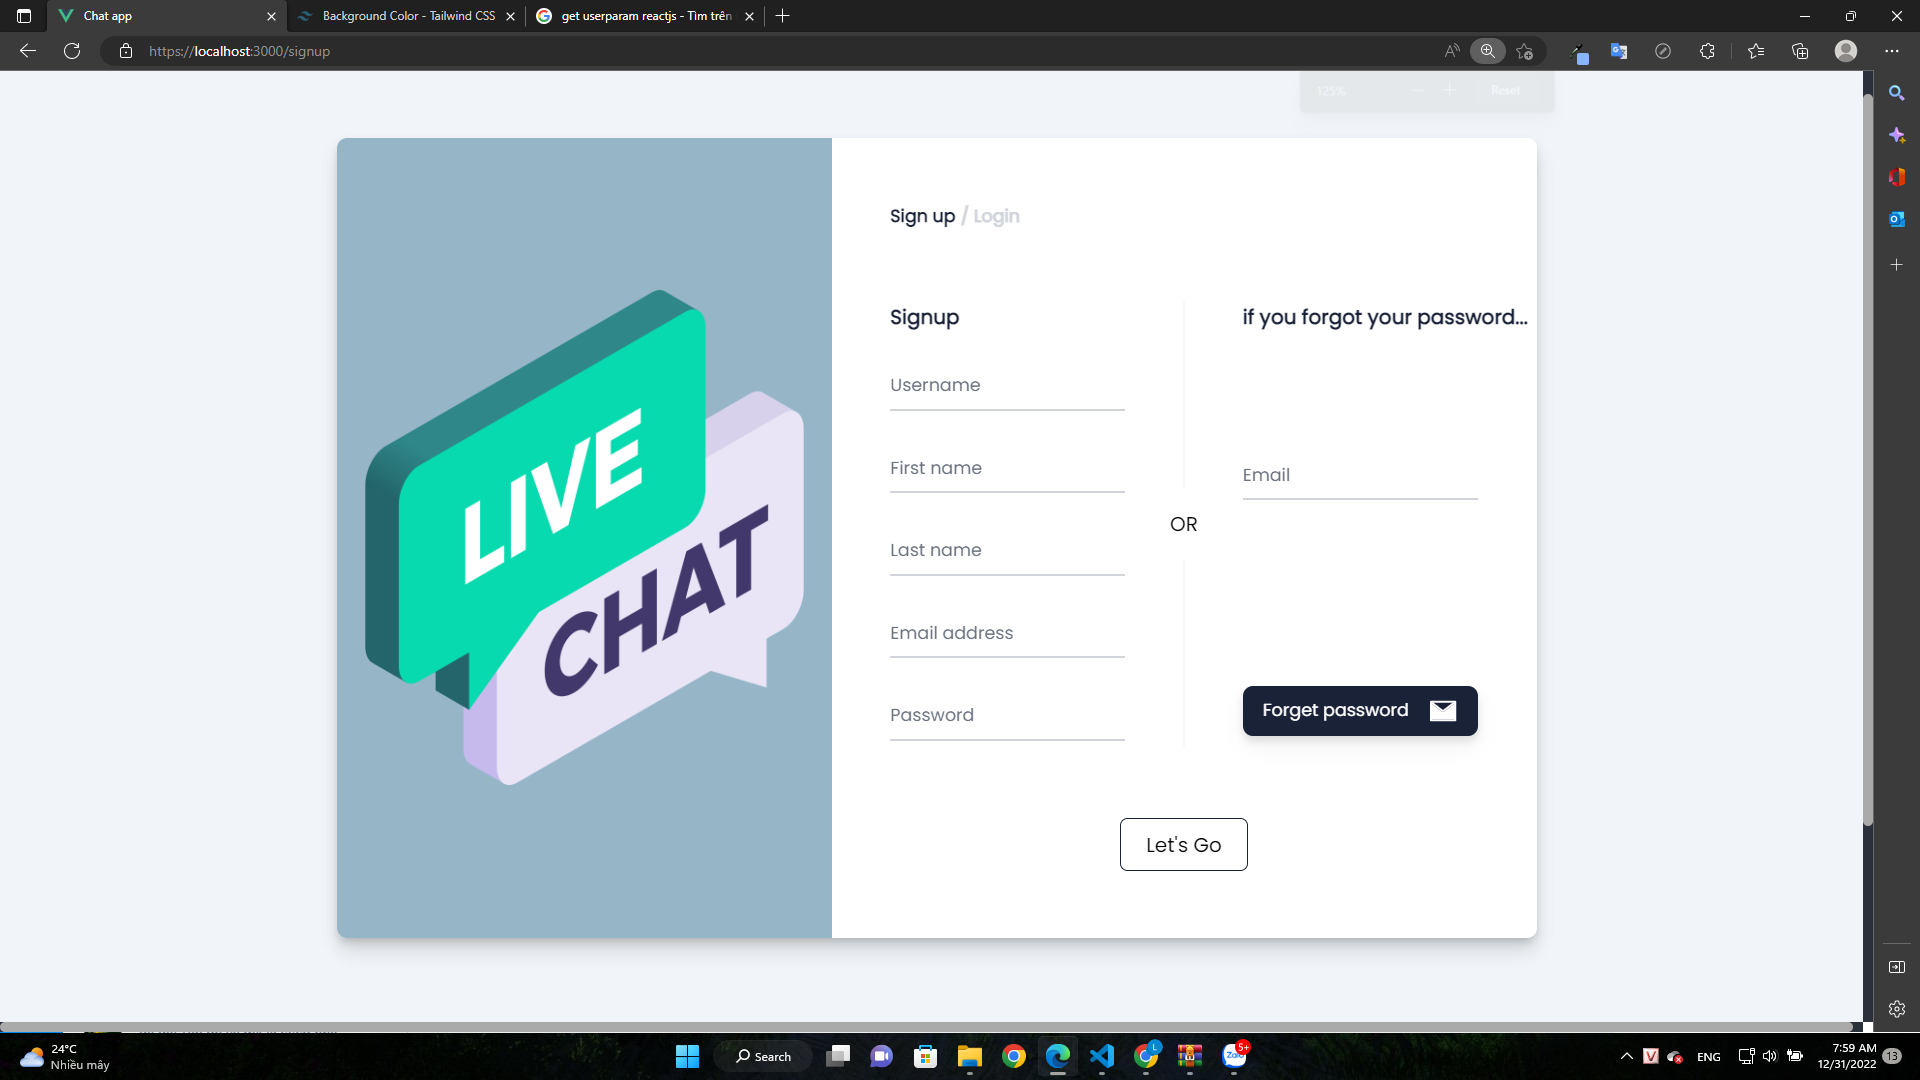 Chat app
Background Color - Tailwind CSS
get userparam reactjs - Tìm trên
https://localhost:3000/signup
125%
Reset
Sign up / Login
LIVE
CHAT
Signup
Username
First name
Last name
Email address
Password
OR
if you forgot your password...
Email
Forget password
Let's Go
24°C
Nhiều mây
Search
L
Zalo
5+
V
ENG
7:59 AM
12/31/2022
13